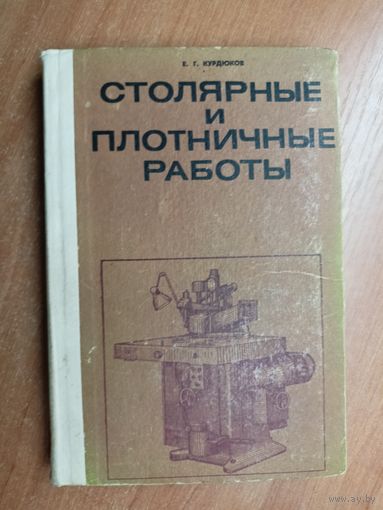 Е. Г. КУРДЮКОВ
СТОЛЯРНЫЕ
И
ПЛОТНИЧНЫЕ
РАБОТЫ
www.ay.by